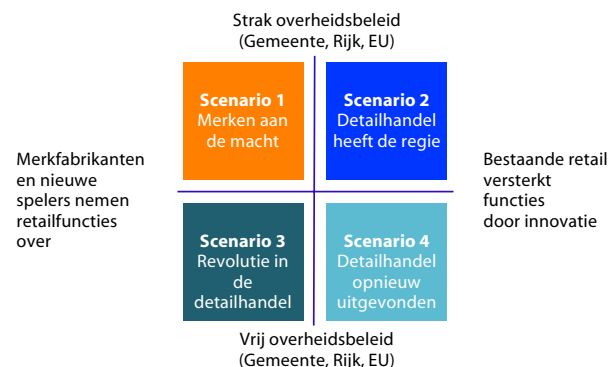 Strak overheidsbeleid
(Gemeente, Rijk, EU)
Scenario 1
Merken aan
de macht
Scenario 2
Detailhandel
heeft de regie
Merkfabrikanten
en nieuwe
spelers nemen
retailfuncties
over
Bestaande retail
versterkt
functies
door innovatie
Scenario 3
Revolutie in
de
detailhandel
Scenario 4
Detailhandel
opnieuw
uitgevonden
Vrij overheidsbeleid
(Gemeente, Rijk, EU)